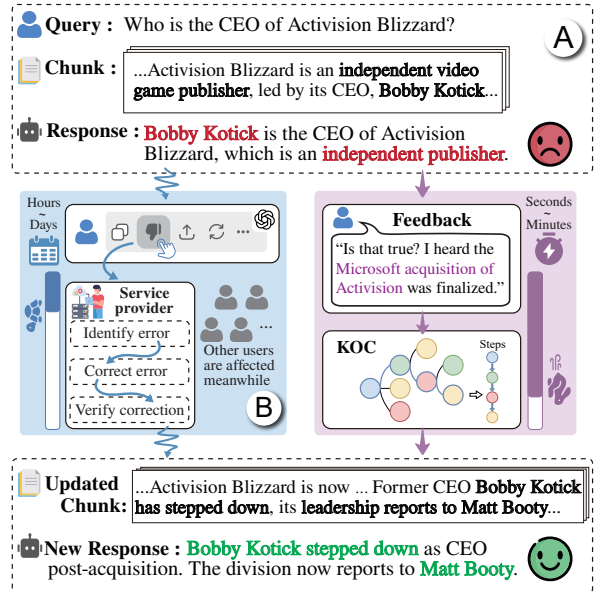 Query : Who is the CEO of Activision Blizzard?
A
Chunk : ...Activision Blizzard is an independent video
game publisher, led by its CEO, Bobby Kotick...
Response : Bobby Kotick is the CEO of Activision
Blizzard, which is an independent publisher.
Hours
~
Days
...
Service
provider
Identify error
Correct error
Verify correction
...
Other users
are affected
meanwhile
B
Feedback
“Is that true? I heard the
Microsoft acquisition of
Activision was finalized.”
Seconds
~
Minutes
KOC
Steps
Updated
Chunk:
...Activision Blizzard is now ... Former CEO Bobby Kotick
has stepped down, its leadership reports to Matt Booty...
New Response : Bobby Kotick stepped down as CEO
post-acquisition. The division now reports to Matt Booty.